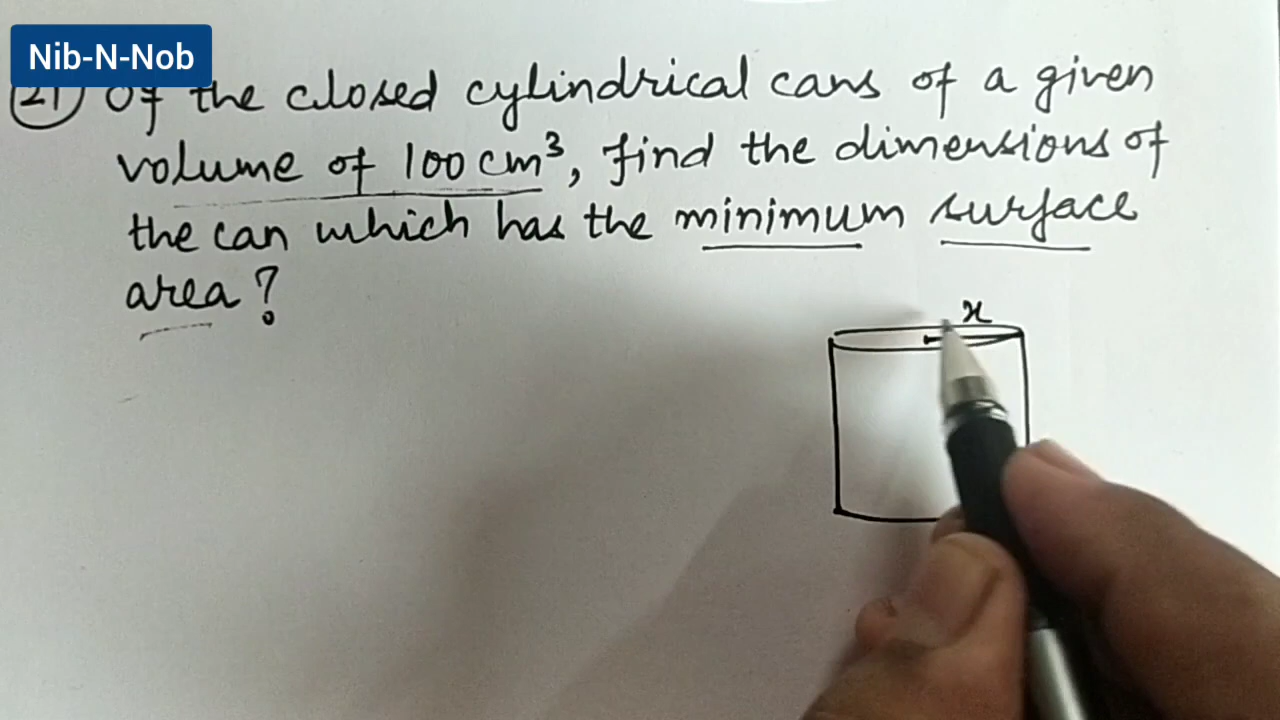 Nib-N-Nob
21) Of the closed cylindrical cans of a given
volume of 100 cm³, find the dimensions of
the can which has the minimum surface
area?
x